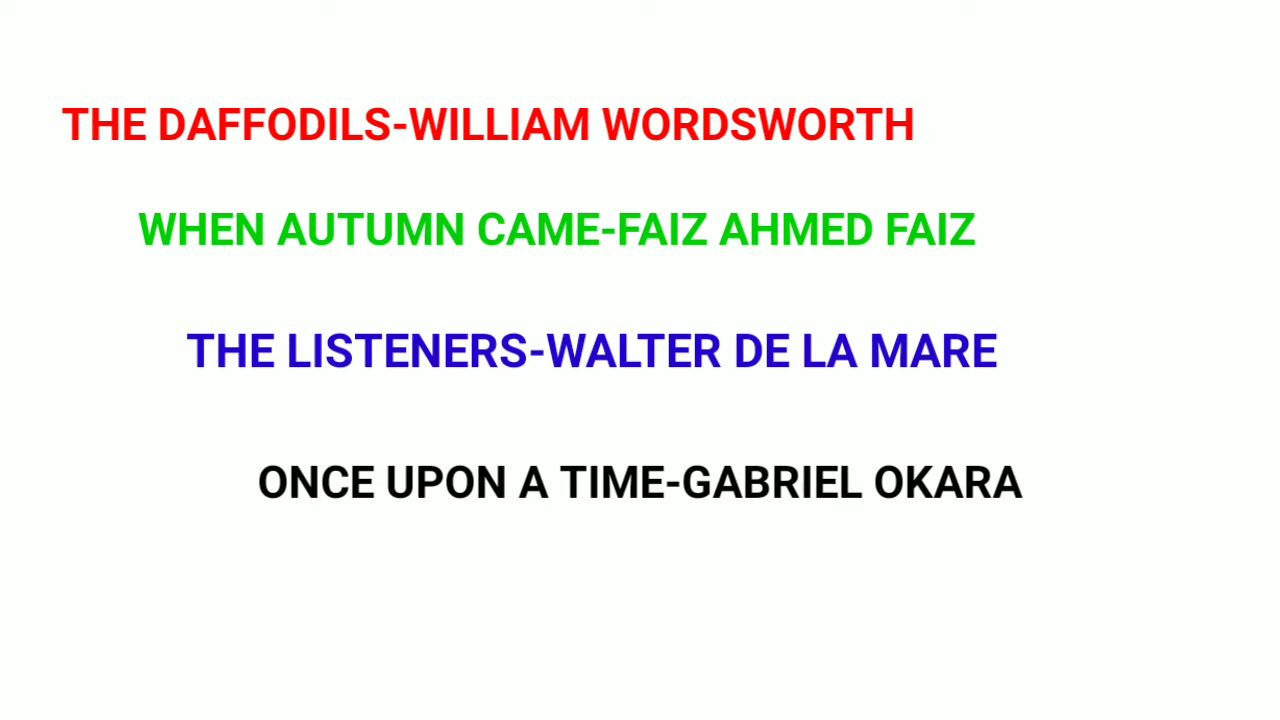 THE DAFFODILS-WILLIAM WORDSWORTH
WHEN AUTUMN CAME-FAIZ AHMED FAIZ
THE LISTENERS-WALTER DE LA MARE
ONCE UPON A TIME-GABRIEL OKARA